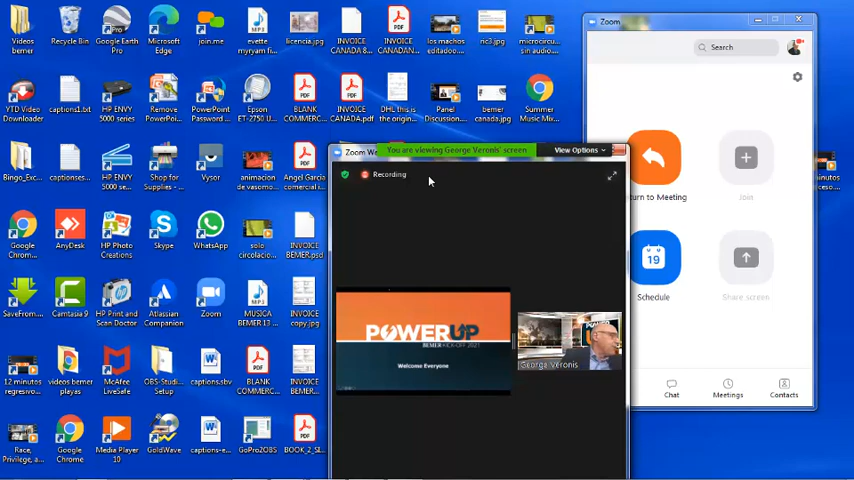 Videos
bemer
Recycle Bin
Google Earth
Pro
Microsoft
Edge
join.me
evette
myryam fi...
licencia.jpg
INVOICE
CANADA 8...
INVOICE
CANADAN...
los machos
editadoo....
ric3.jpg
microcircu...
sin audio....
YTD Video
Downloader
captions1.txt
HP ENVY
5000 series
Remove
PowerPoi...
PowerPoint
Password ...
Epson
ET-2750 U...
BLANK
COMMERC...
INVOICE
CANADA.pdf
DHL this is
the origin...
Panel
Discussion....
bemer
canada.jpg
Summer
Music Mix...
Bingo_Exc...
captionses...
HP ENVY
5000 se...
Shop for
Supplies - ...
Vysor
animacion
de vasomo...
Angel Garcia
comercial i...
Google
Chrom...
AnyDesk
HP Photo
Creations
Skype
WhatsApp
solo
circolacio...
INVOICE
BEMER.psd
SaveFrom....
Camtasia 9
HP Print and
Scan Doctor
Atlassian
Companion
Zoom
MUSICA
BEMER 13 ...
INVOICE
copy.jpg
12 minutos
regresivo...
videos bemer
playas
McAfee
LiveSafe
OBS-Studi...
captions.sbv
BLANK
COMMERC...
INVOICE
BEMER...
Race,
Privilege, a...
Google
Chrome
Media Player
10
GoldWave
captions-e...
GoPro2OBS
BOOK_2_SI...
Zoom We
You are viewing George Veronis' screen
View Options
Recording
POWERUP
BEMER KICK-OFF 2021
Welcome Everyone
George Veronis
Zoom
Search
turn to Meeting
Join
19
Schedule
Share screen
Chat
Meetings
Contacts
minutos